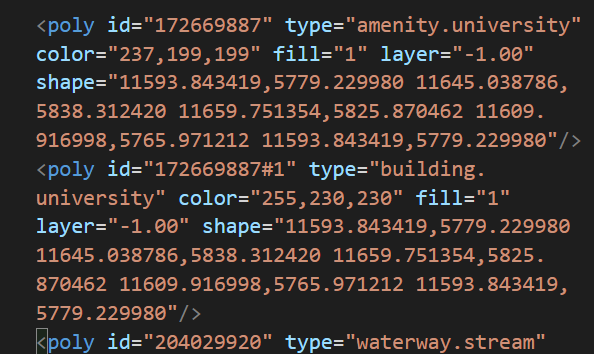 <poly id="172669887" type="amenity.university"
color="237,199,199" fill="1" layer="-1.00"
shape="11593.843419,5779.229980 11645.038786,
5838.312420 11659.751354,5825.870462 11609.
916998,5765.971212 11593.843419,5779.229980"/>
<poly id="172669887#1" type="building.
university" color="255,230,230" fill="1"
layer="-1.00" shape="11593.843419,5779.229980
11645.038786,5838.312420 11659.751354,5825.
870462 11609.916998,5765.971212 11593.843419,
5779.229980"/>
<poly id="204029920" type="waterway.stream"